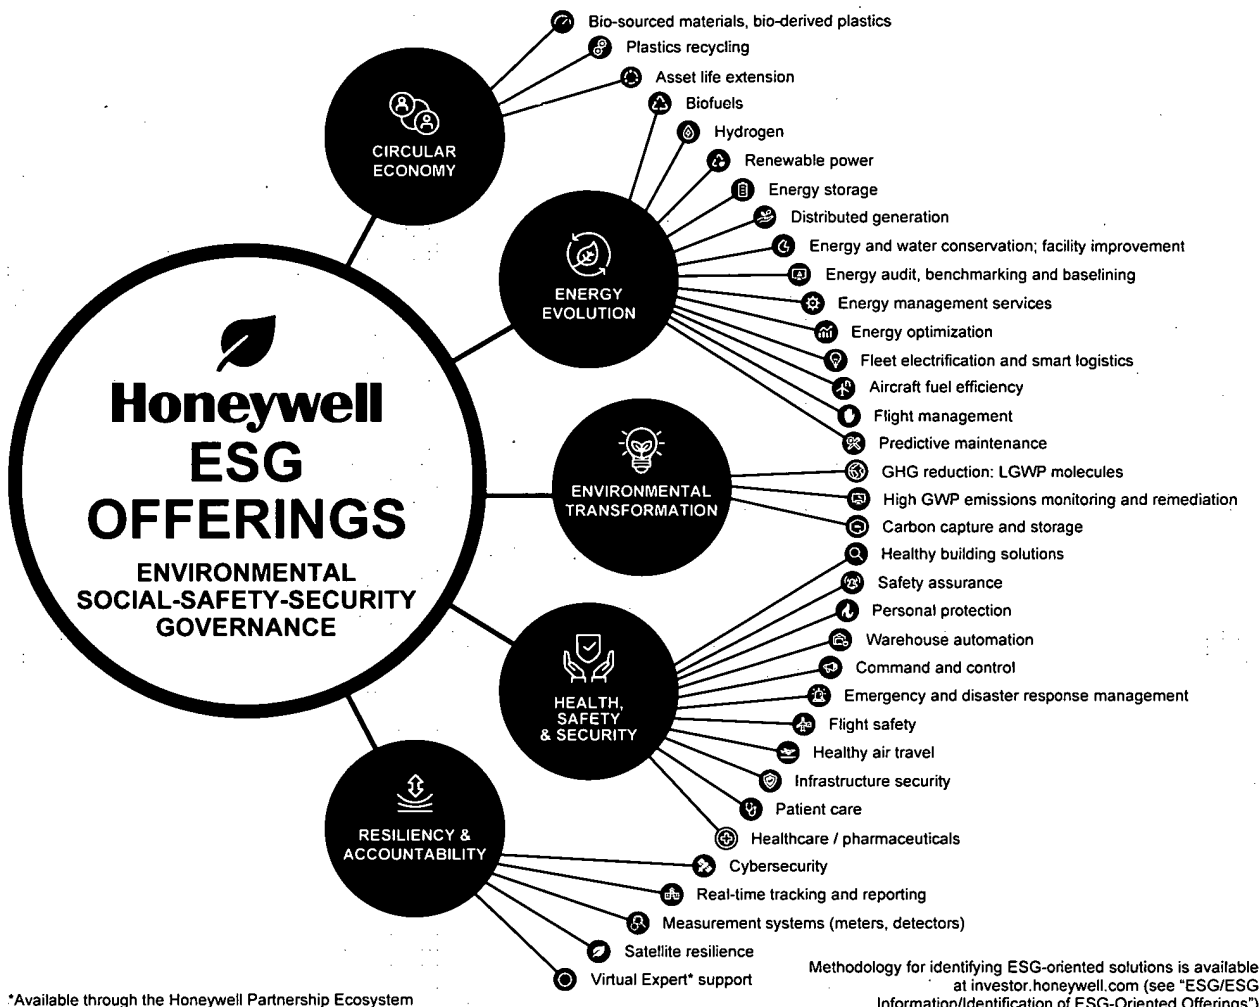 Bio-sourced materials, bio-derived plastics
Plastics recycling
Asset life extension
CIRCULAR
ECONOMY
Biofuels
Hydrogen
Renewable power
Energy storage
Distributed generation
Energy and water conservation; facility improvement
Energy audit, benchmarking and baselining
Energy management services
Energy optimization
Fleet electrification and smart logistics
Aircraft fuel efficiency
Flight management
Predictive maintenance
ENERGY
EVOLUTION
Honeywell
ESG
OFFERINGS
ENVIRONMENTAL
SOCIAL-SAFETY-SECURITY
GOVERNANCE
ENVIRONMENTAL
TRANSFORMATION
GHG reduction: LGWP molecules
High GWP emissions monitoring and remediation
Carbon capture and storage
Healthy building solutions
Safety assurance
Personal protection
Warehouse automation
Command and control
Emergency and disaster response management
Flight safety
Healthy air travel
Infrastructure security
Patient care
Healthcare / pharmaceuticals
HEALTH,
SAFETY
& SECURITY
RESILIENCY &
ACCOUNTABILITY
Cybersecurity
Real-time tracking and reporting
Measurement systems (meters, detectors)
Satellite resilience
Virtual Expert* support
*Available through the Honeywell Partnership Ecosystem
Methodology for identifying ESG-oriented solutions is available
at investor.honeywell.com (see "ESG/ESG
Information/Identification of ESG-Oriented Offerings")